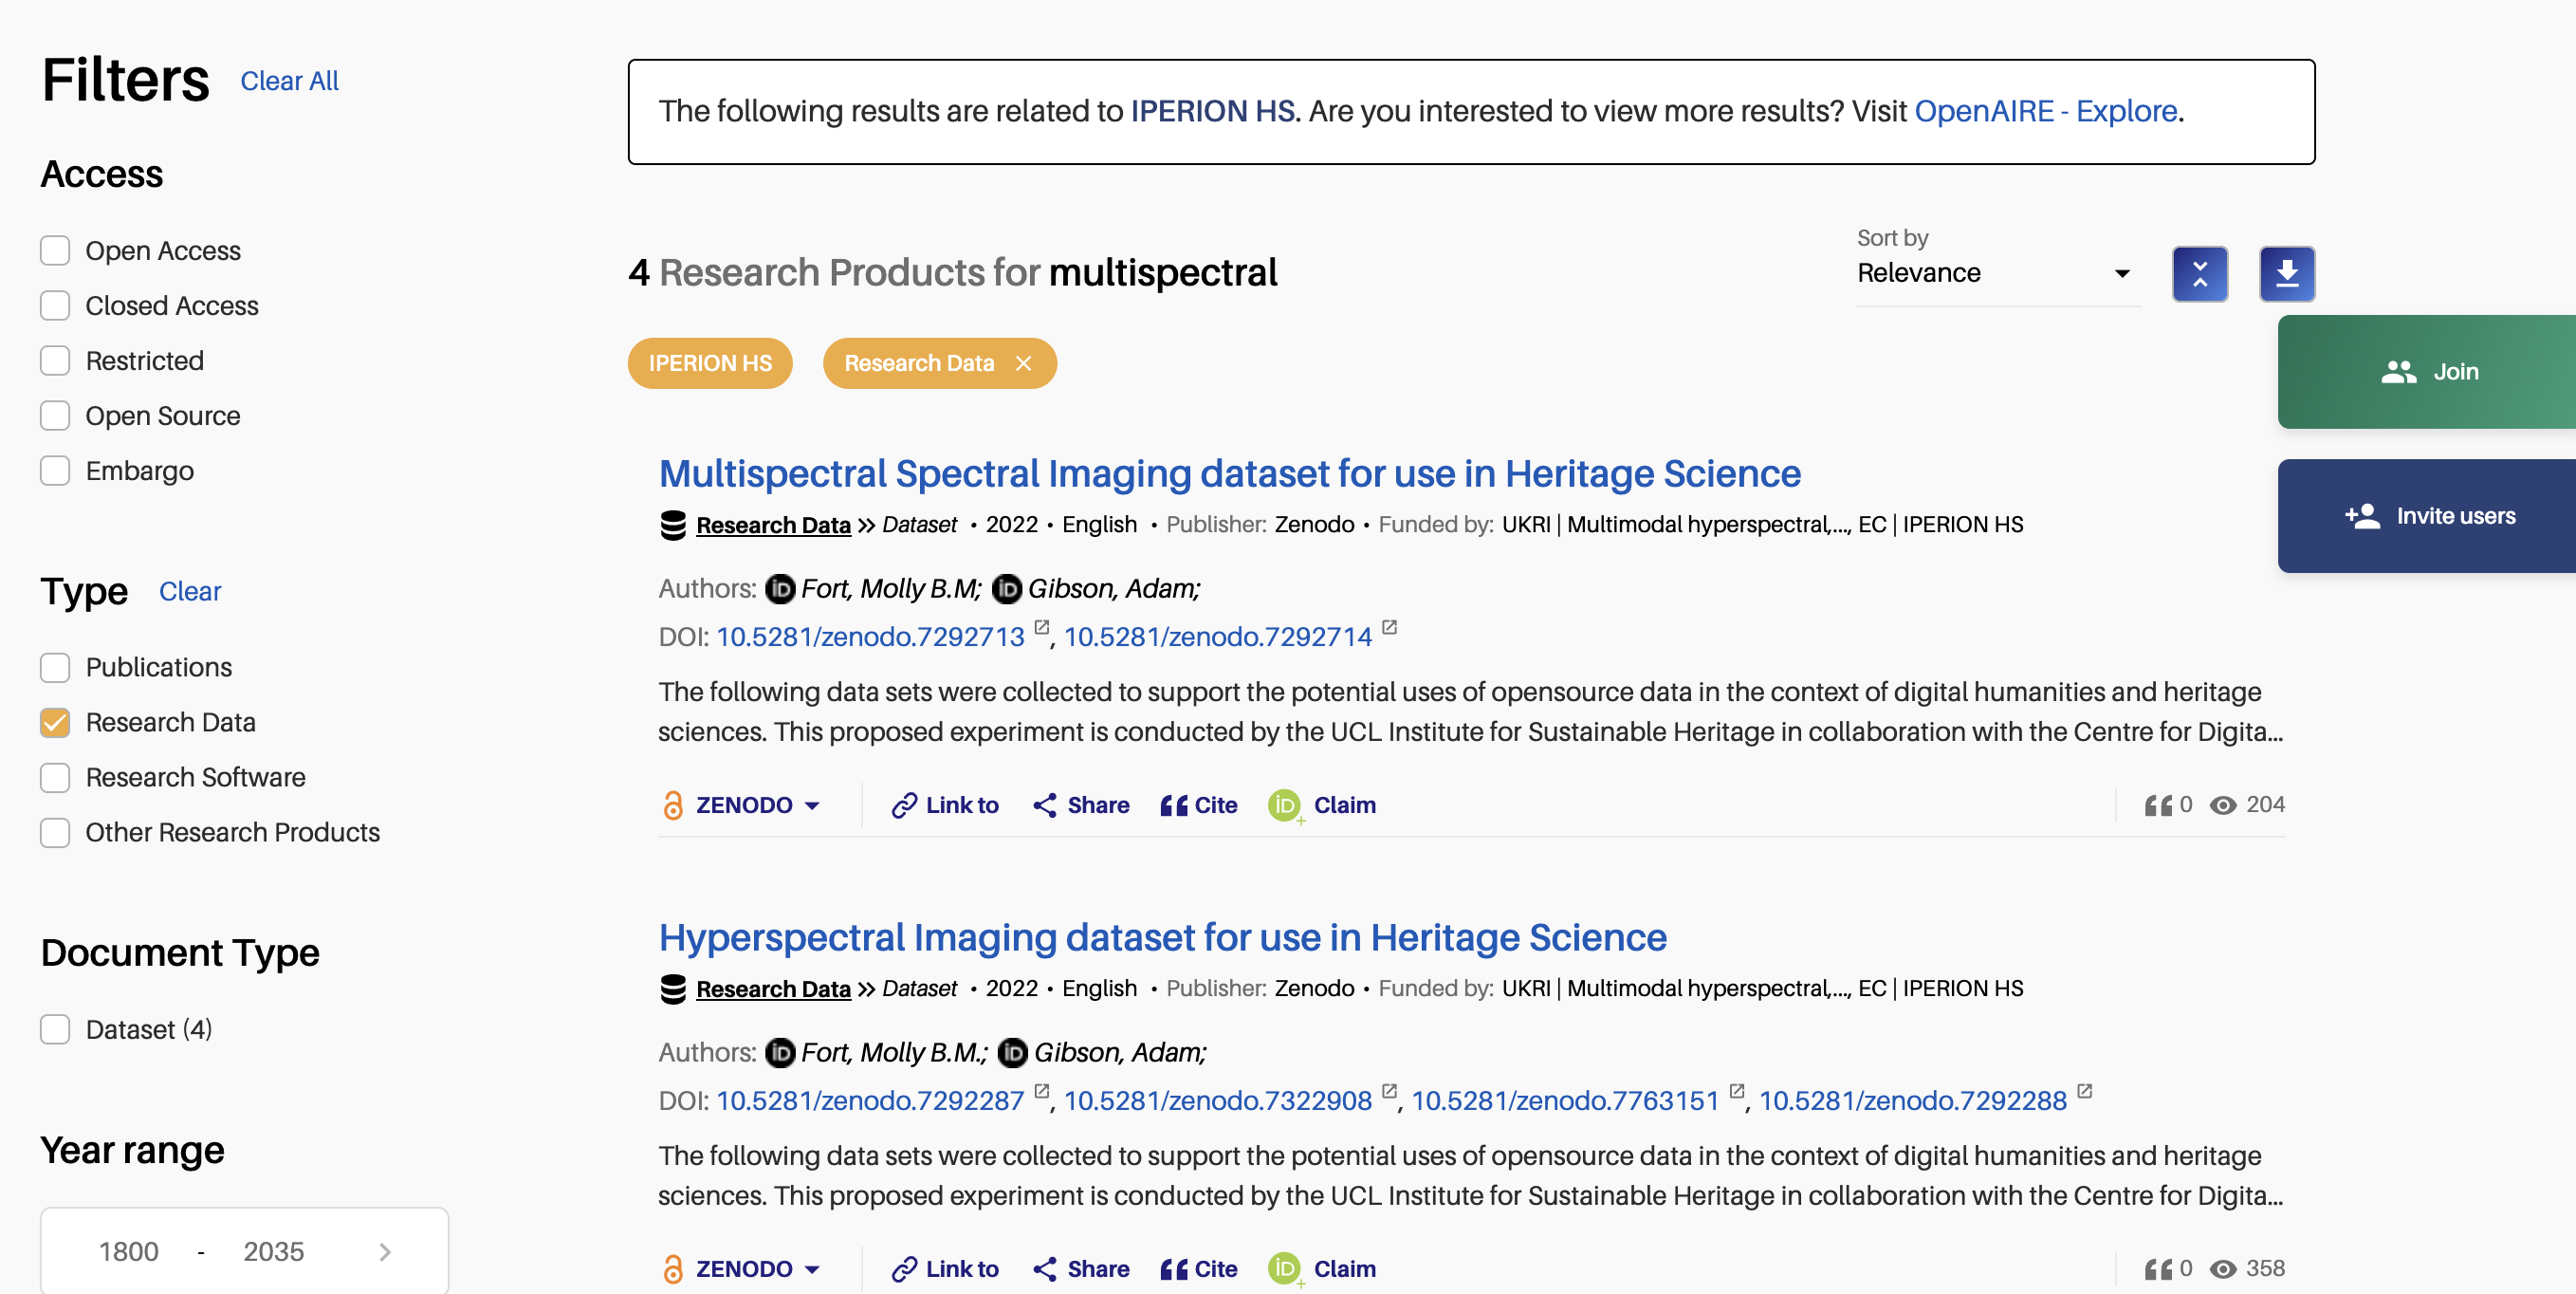 Filters Clear All
Access
Open Access
Closed Access
Restricted
Open Source
Embargo
Type Clear
Publications
Research Data
Research Software
Other Research Products
Document Type
Dataset (4)
Year range
1800 - 2035
The following results are related to IPERION HS. Are you interested to view more results? Visit OpenAIRE - Explore.
4 Research Products for multispectral
Sort by
Relevance
IPERION HS Research Data
Join
Invite users
Multispectral Spectral Imaging dataset for use in Heritage Science
Research Data Dataset • 2022 • English • Publisher: Zenodo • Funded by: UKRI | Multimodal hyperspectral,..., EC | IPERION HS
Authors: iD Fort, Molly B.M; iD Gibson, Adam;
DOI: 10.5281/zenodo.7292713 , 10.5281/zenodo.7292714
The following data sets were collected to support the potential uses of opensource data in the context of digital humanities and heritage
sciences. This proposed experiment is conducted by the UCL Institute for Sustainable Heritage in collaboration with the Centre for Digita...
ZENODO Link to Share Cite iD Claim 0 204
Hyperspectral Imaging dataset for use in Heritage Science
Research Data Dataset • 2022 • English • Publisher: Zenodo • Funded by: UKRI | Multimodal hyperspectral,..., EC | IPERION HS
Authors: iD Fort, Molly B.M.; iD Gibson, Adam;
DOI: 10.5281/zenodo.7292287 , 10.5281/zenodo.7322908 , 10.5281/zenodo.7763151 , 10.5281/zenodo.7292288
The following data sets were collected to support the potential uses of opensource data in the context of digital humanities and heritage
sciences. This proposed experiment is conducted by the UCL Institute for Sustainable Heritage in collaboration with the Centre for Digita...
ZENODO Link to Share Cite iD Claim 0 358